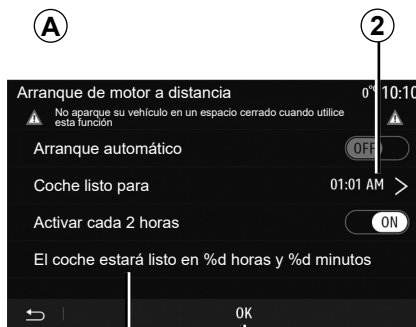 A
2
Arranque de motor a distancia 0° 10:10
No aparque su vehículo en un espacio cerrado cuando utilice
esta función
Arranque automático OFF
Coche listo para 01:01 AM >
Activar cada 2 horas ON
El coche estará listo en %d horas y %d minutos
OK